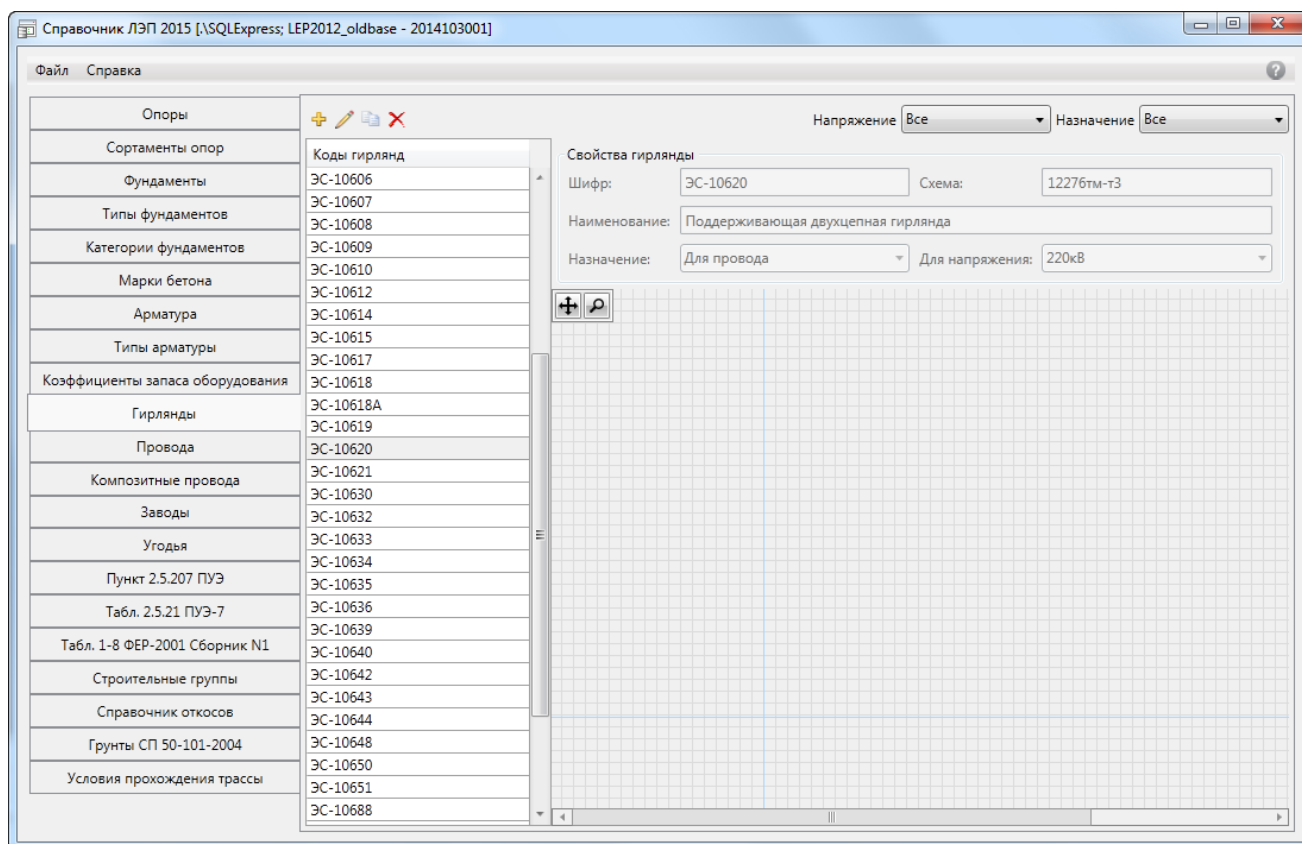 Справочник ЛЭП 2015 [.\SQLExpress; LEP2012_oldbase - 2014103001]
Файл Справка
Опоры
Сортаменты опор
Фундаменты
Типы фундаментов
Категории фундаментов
Марки бетона
Арматура
Типы арматуры
Коэффициенты запаса оборудования
Гирлянды
Провода
Композитные провода
Заводы
Угодья
Пункт 2.5.207 ПУЭ
Табл. 2.5.21 ПУЭ-7
Табл. 1-8 ФЕР-2001 Сборник N1
Строительные группы
Справочник откосов
Грунты СП 50-101-2004
Условия прохождения трассы
Напряжение Все Назначение Все
Коды гирлянд
ЭС-10606
ЭС-10607
ЭС-10608
ЭС-10609
ЭС-10610
ЭС-10612
ЭС-10614
ЭС-10615
ЭС-10617
ЭС-10618
ЭС-10618А
ЭС-10619
ЭС-10620
ЭС-10621
ЭС-10630
ЭС-10632
ЭС-10633
ЭС-10634
ЭС-10635
ЭС-10636
ЭС-10639
ЭС-10640
ЭС-10642
ЭС-10643
ЭС-10644
ЭС-10648
ЭС-10650
ЭС-10651
ЭС-10688
Свойства гирлянды
Шифр: ЭС-10620 Схема: 12276тм-т3
Наименование: Поддерживающая двухцепная гирлянда
Назначение: Для провода Для напряжения: 220кВ